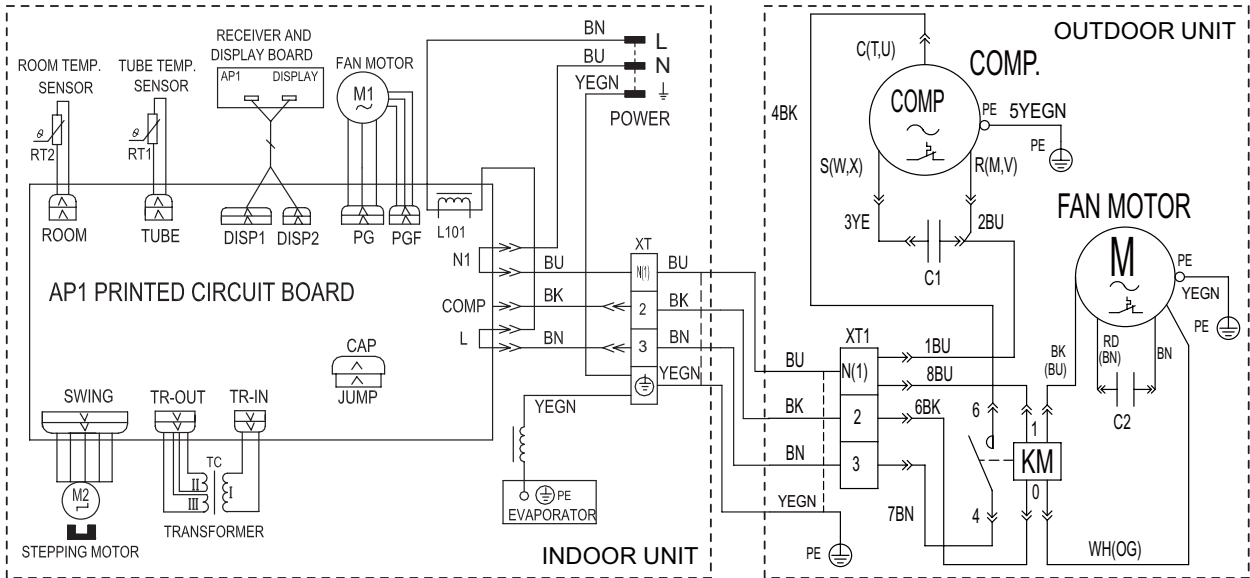 OUTDOOR UNIT
RECEIVER AND
DISPLAY BOARD
AP1 DISPLAY
ROOM TEMP.
SENSOR
θ
RT2
TUBE TEMP.
SENSOR
θ
RT1
FAN MOTOR
M1
BN
L
BU
N
YEGN
POWER
ROOM
TUBE
DISP1
DISP2
PG
PGF
L101
N1
COMP
L
AP1 PRINTED CIRCUIT BOARD
CAP
JUMP
SWING
TR-OUT
TR-IN
M2
STEPPING MOTOR
TC
II
III
I
TRANSFORMER
XT
BU
N(1)
BU
BK
2
BK
BN
3
BN
YEGN
YEGN
PE
EVAPORATOR
INDOOR UNIT
C(T,U)
COMP.
COMP
4BK
PE
5YEGN
PE
S(W,X)
R(M,V)
3YE
2BU
C1
FAN MOTOR
M
PE
YEGN
PE
RD
(BN)
BN
BK
(BU)
C2
XT1
BU
N(1)
1BU
8BU
BK
2
6BK
BN
3
7BN
YEGN
PE
6
4
1
KM
0
WH(OG)